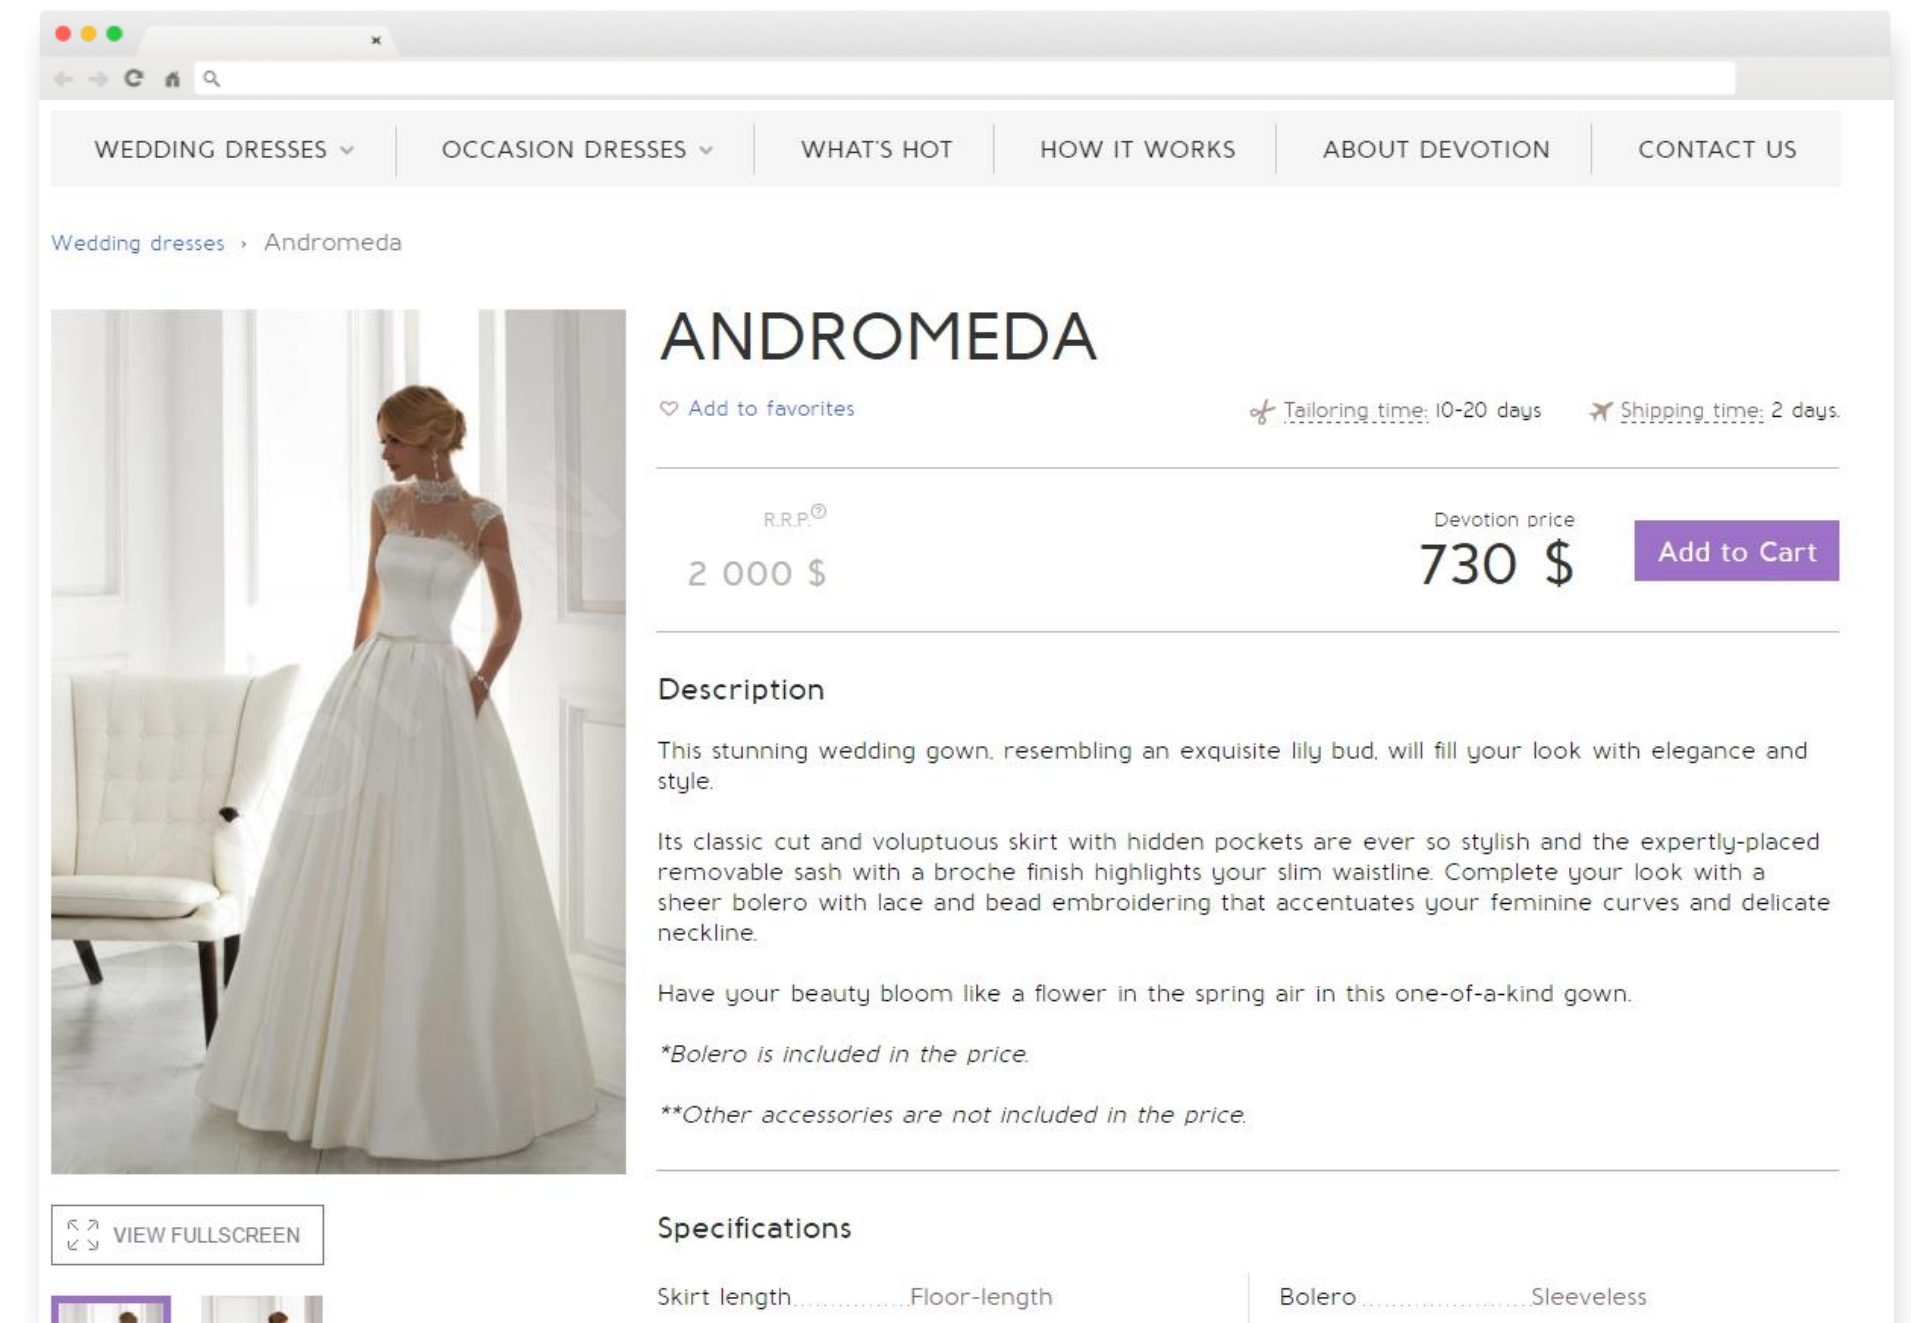 WEDDING DRESSES
OCCASION DRESSES
WHAT'S HOT
HOW IT WORKS
ABOUT DEVOTION
CONTACT US
Wedding dresses › Andromeda
ANDROMEDA
Add to favorites
Tailoring time: 10-20 days
Shipping time: 2 days.
R.R.P.?
2 000 $
Devotion price
730 $
Add to Cart
Description
This stunning wedding gown, resembling an exquisite lily bud, will fill your look with elegance and
style.
Its classic cut and voluptuous skirt with hidden pockets are ever so stylish and the expertly-placed
removable sash with a broche finish highlights your slim waistline. Complete your look with a
sheer bolero with lace and bead embroidering that accentuates your feminine curves and delicate
neckline.
Have your beauty bloom like a flower in the spring air in this one-of-a-kind gown.
*Bolero is included in the price.
**Other accessories are not included in the price.
VIEW FULLSCREEN
Specifications
Skirt length Floor-length
Bolero Sleeveless